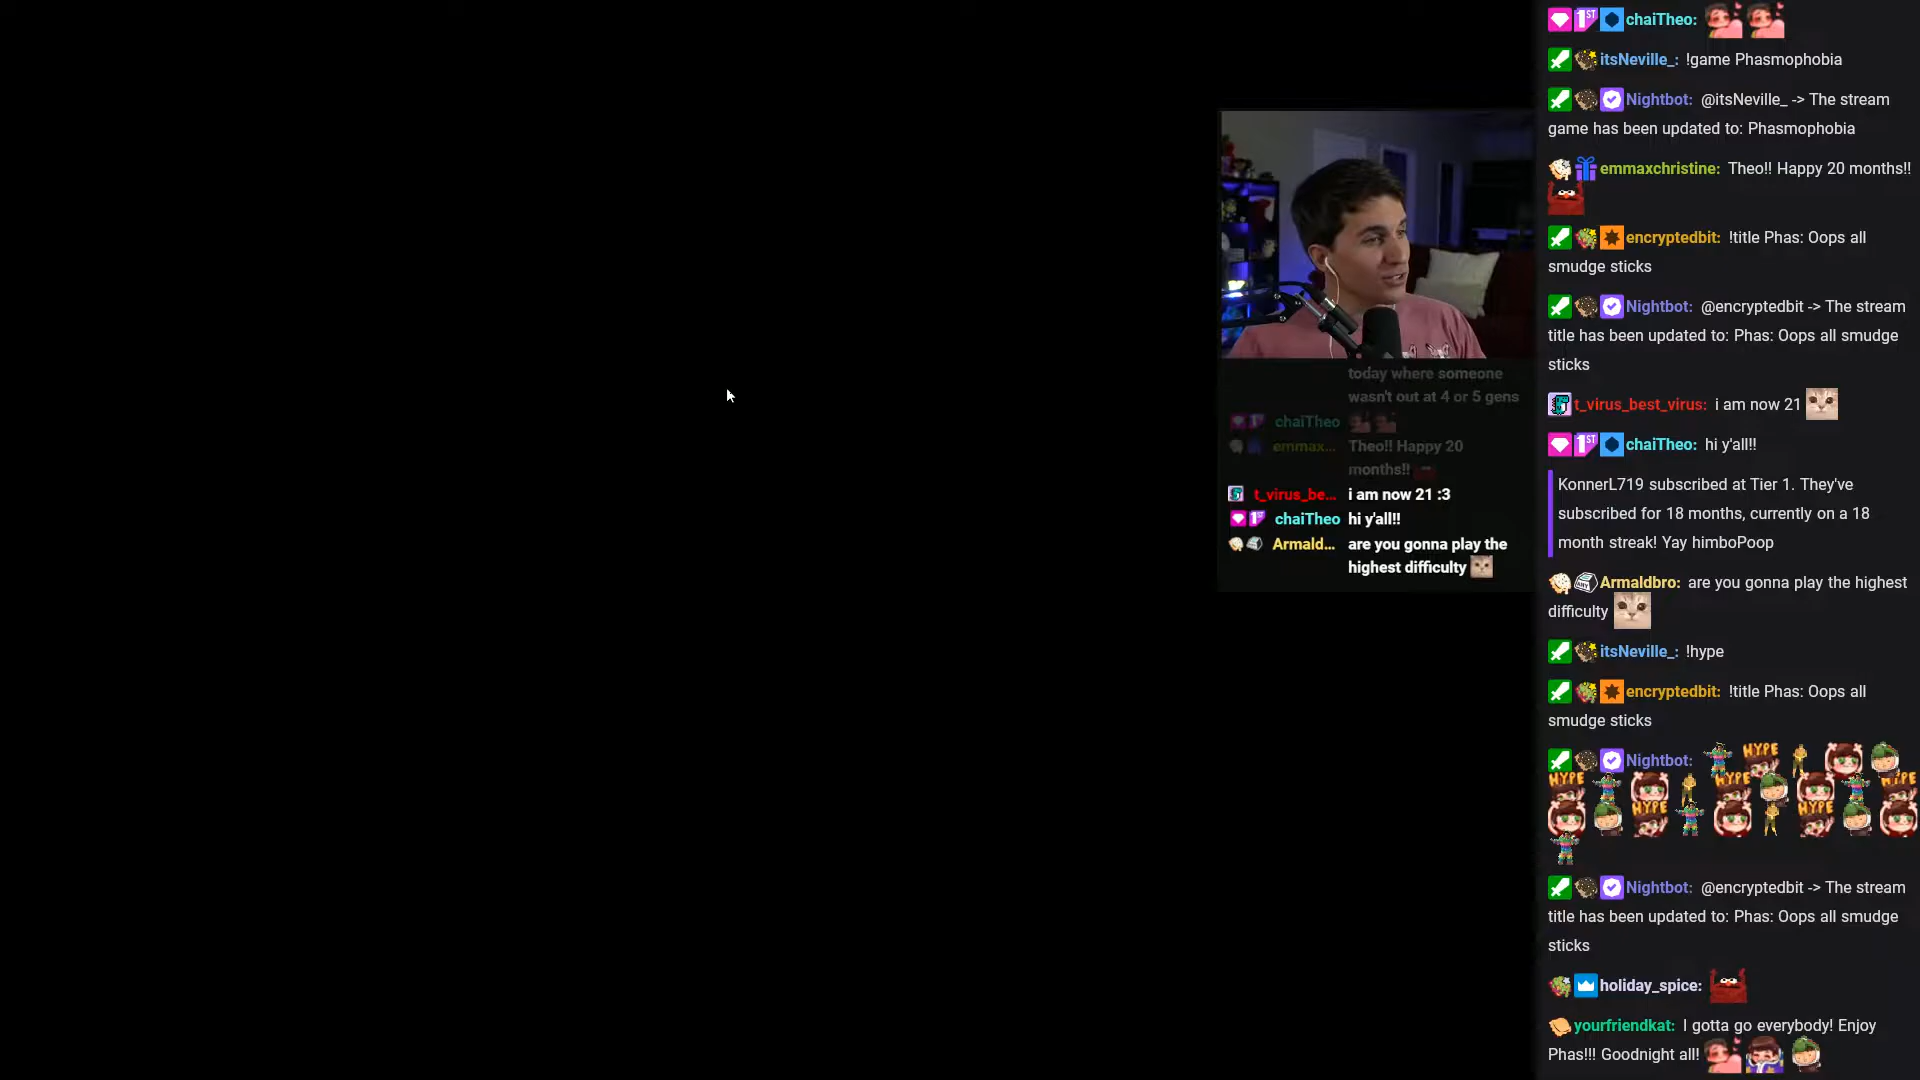 today where someone
wasn't out at 4 or 5 gens
chaiTheo
emmax... Theo!! Happy 20
months!!
t_virus_be... i am now 21 :3
chaiTheo hi y'all!!
Armald... are you gonna play the
highest difficulty
chaiTheo:
itsNeville_: !game Phasmophobia
Nightbot: @itsNeville_ -> The stream
game has been updated to: Phasmophobia
emmaxchristine: Theo!! Happy 20 months!!
encryptedbit: !title Phas: Oops all
smudge sticks
Nightbot: @encryptedbit -> The stream
title has been updated to: Phas: Oops all smudge
sticks
t_virus_best_virus: i am now 21
chaiTheo: hi y'all!!
KonnerL719 subscribed at Tier 1. They've
subscribed for 18 months, currently on a 18
month streak! Yay himboPoop
Armaldbro: are you gonna play the highest
difficulty
itsNeville_: !hype
encryptedbit: !title Phas: Oops all
smudge sticks
Nightbot: HYPE
HYPE HYPE HYPE
HYPE HYPE
Nightbot: @encryptedbit -> The stream
title has been updated to: Phas: Oops all smudge
sticks
holiday_spice:
yourfriendkat: I gotta go everybody! Enjoy
Phas!!! Goodnight all!